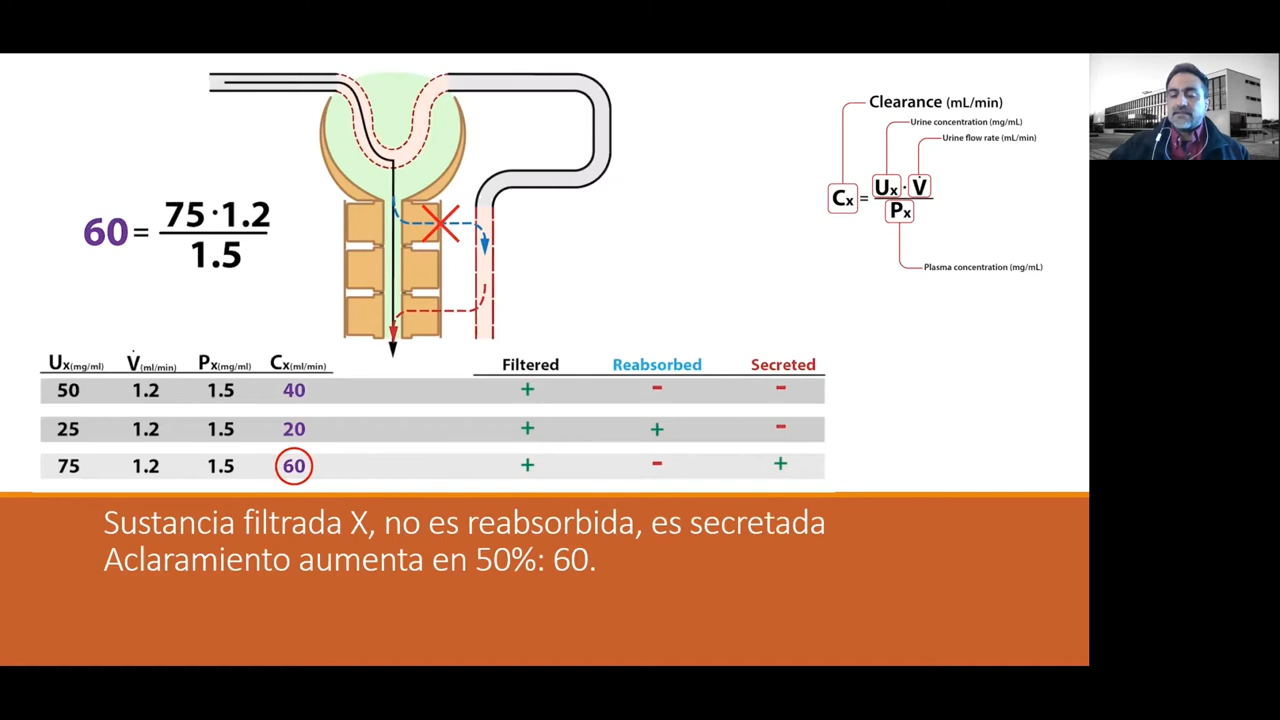 Clearance (mL/min)
Urine concentration (mg/mL)
Urine flow rate (mL/min)
Cx = Ux · V̇ / Px
Plasma concentration (mg/mL)
60 = 75 · 1.2 / 1.5
Ux(mg/ml) V̇(ml/min) Px(mg/ml) Cx(ml/min) Filtered Reabsorbed Secreted
50 1.2 1.5 40 + - -
25 1.2 1.5 20 + + -
75 1.2 1.5 60 + - +
Sustancia filtrada X, no es reabsorbida, es secretada
Aclaramiento aumenta en 50%: 60.